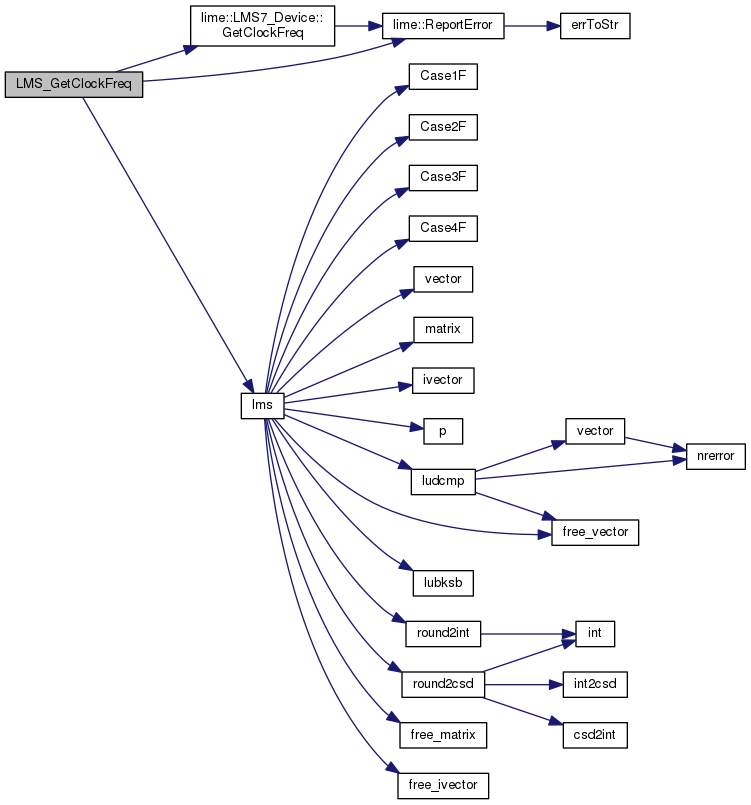 lime::LMS7_Device::
GetClockFreq
lime::ReportError
errToStr
LMS_GetClockFreq
Case1F
Case2F
Case3F
Case4F
vector
matrix
ivector
lms
p
vector
nrerror
ludcmp
free_vector
lubksb
round2int
int
round2csd
int2csd
free_matrix
csd2int
free_ivector